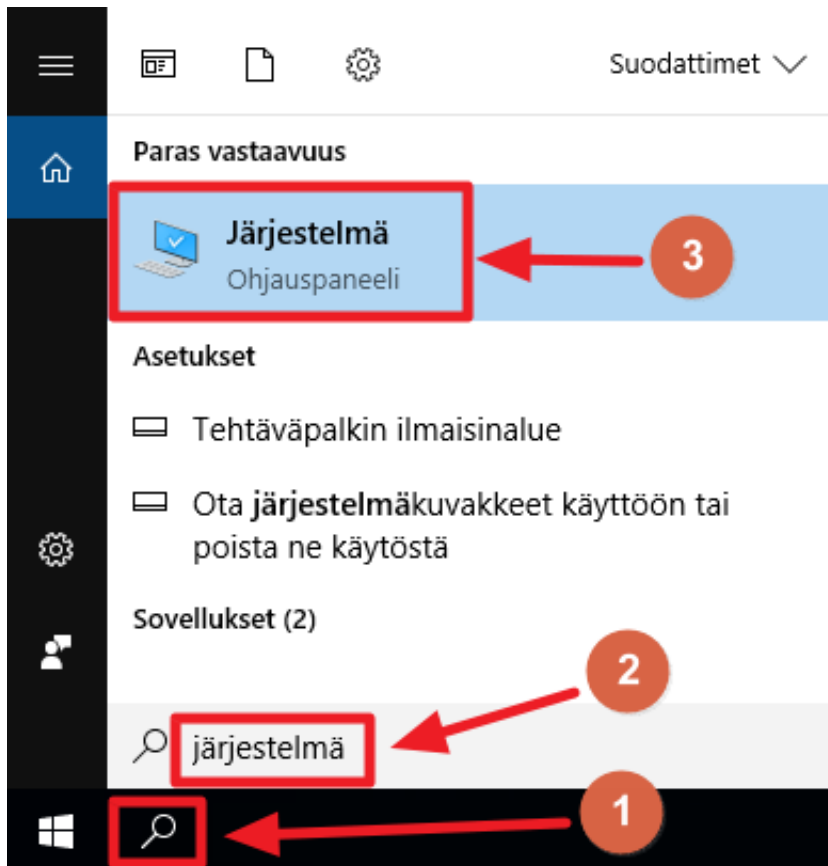 Suodattimet
Paras vastaavuus
Järjestelmä
Ohjauspaneeli
3
Asetukset
Tehtäväpalkin ilmaisinalue
Ota järjestelmäkuvakkeet käyttöön tai
poista ne käytöstä
Sovellukset (2)
2
järjestelmä
1